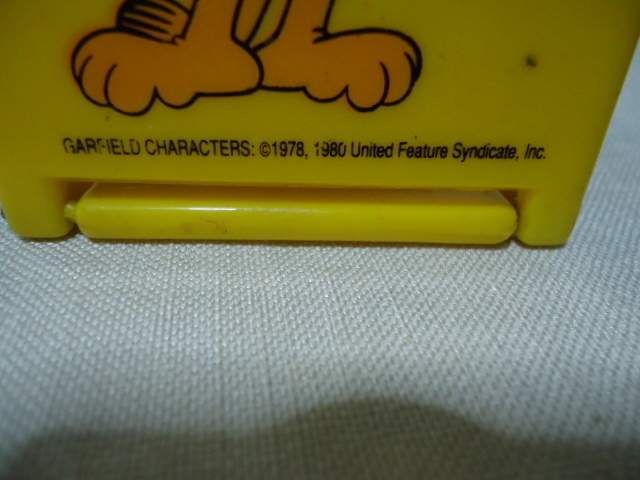 GARFIELD CHARACTERS: ©1978, 1980 United Feature Syndicate, Inc.